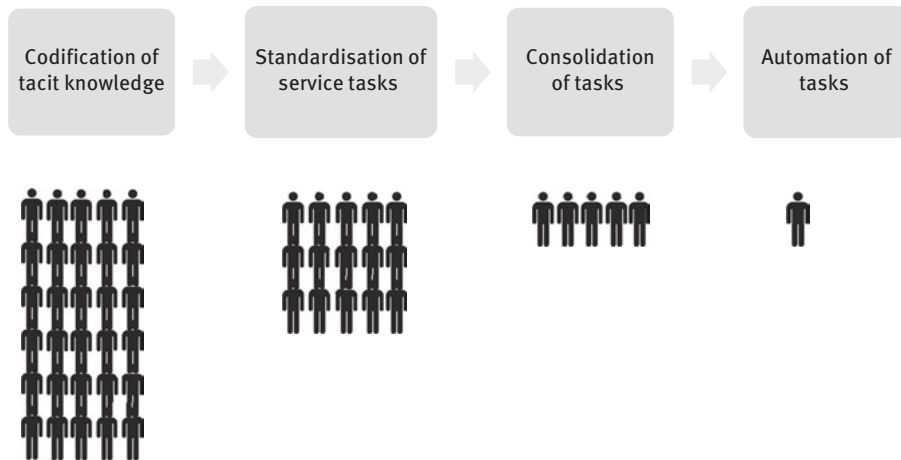 Codification of
tacit knowledge
Standardisation of
service tasks
Consolidation
of tasks
Automation of
tasks